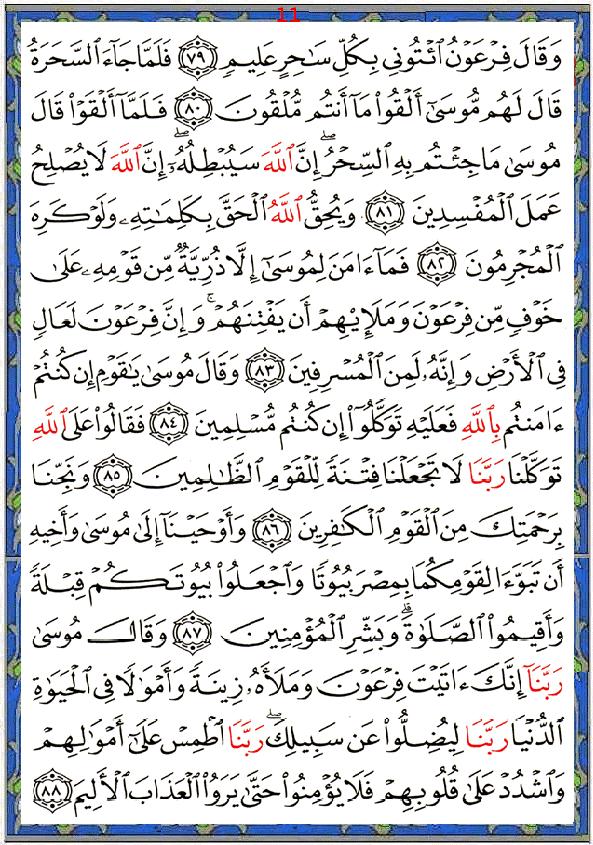 11
وَقَالَ فِرْعَوْنُ ٱئْتُونِى بِكُلِّ سَٰحِرٍ عَلِيمٍ ٧٩ فَلَمَّا جَآءَ ٱلسَّحَرَةُ
قَالَ لَهُم مُّوسَىٰٓ أَلْقُوا۟ مَآ أَنتُم مُّلْقُونَ ٨٠ فَلَمَّآ أَلْقَوْا۟ قَالَ
مُوسَىٰ مَا جِئْتُم بِهِ ٱلسِّحْرُ ۖ إِنَّ ٱللَّهَ سَيُبْطِلُهُۥٓ ۖ إِنَّ ٱللَّهَ لَا يُصْلِحُ
عَمَلَ ٱلْمُفْسِدِينَ ٨١ وَيُحِقُّ ٱللَّهُ ٱلْحَقَّ بِكَلِمَٰتِهِۦ وَلَوْ كَرِهَ
ٱلْمُجْرِمُونَ ٨٢ فَمَآ ءَامَنَ لِمُوسَىٰٓ إِلَّا ذُرِّيَّةٌ مِّن قَوْمِهِۦ عَلَىٰ
خَوْفٍ مِّن فِرْعَوْنَ وَمَلَإِي۟هِمْ أَن يَفْتِنَهُمْ ۚ وَإِنَّ فِرْعَوْنَ لَعَالٍ
فِى ٱلْأَرْضِ وَإِنَّهُۥ لَمِنَ ٱلْمُسْرِفِينَ ٨٣ وَقَالَ مُوسَىٰ يَٰقَوْمِ إِن كُنتُمْ
ءَامَنتُم بِٱللَّهِ فَعَلَيْهِ تَوَكَّلُوٓا۟ إِن كُنتُم مُّسْلِمِينَ ٨٤ فَقَالُوا۟ عَلَى ٱللَّهِ
تَوَكَّلْنَا رَبَّنَا لَا تَجْعَلْنَا فِتْنَةً لِّلْقَوْمِ ٱلظَّٰلِمِينَ ٨٥ وَنَجِّنَا
بِرَحْمَتِكَ مِنَ ٱلْقَوْمِ ٱلْكَٰفِرِينَ ٨٦ وَأَوْحَيْنَآ إِلَىٰ مُوسَىٰ وَأَخِيهِ
أَن تَبَوَّءَا لِقَوْمِكُمَا بِمِصْرَ بُيُوتًا وَٱجْعَلُوا۟ بُيُوتَكُمْ قِبْلَةً
وَأَقِيمُوا۟ ٱلصَّلَوٰةَ ۗ وَبَشِّرِ ٱلْمُؤْمِنِينَ ٨٧ وَقَالَ مُوسَىٰ
رَبَّنَآ إِنَّكَ ءَاتَيْتَ فِرْعَوْنَ وَمَلَأَهُۥ زِينَةً وَأَمْوَٰلًا فِى ٱلْحَيَوٰةِ
ٱلدُّنْيَا رَبَّنَا لِيُضِلُّوا۟ عَن سَبِيلِكَ ۖ رَبَّنَا ٱطْمِسْ عَلَىٰٓ أَمْوَٰلِهِمْ
وَٱشْدُدْ عَلَىٰ قُلُوبِهِمْ فَلَا يُؤْمِنُوا۟ حَتَّىٰ يَرَوُا۟ ٱلْعَذَابَ ٱلْأَلِيمَ ٨٨